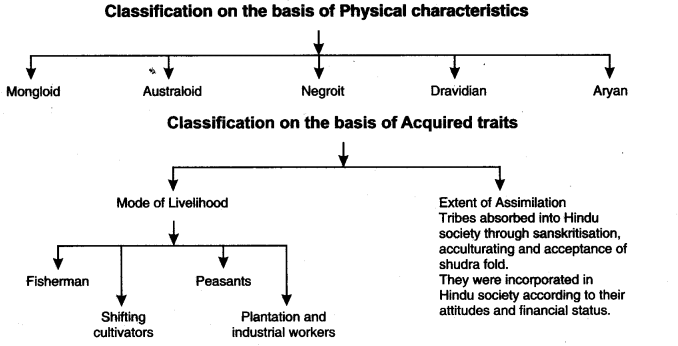 Classification on the basis of Physical characteristics
Mongloid Australoid Negroit Dravidian Aryan
Classification on the basis of Acquired traits
Mode of Livelihood
Fisherman Peasants
Shifting
cultivators
Plantation and
industrial workers
Extent of Assimilation
Tribes absorbed into Hindu
society through sanskritisation,
acculturating and acceptance of
shudra fold.
They were incorporated in
Hindu society according to their
attitudes and financial status.